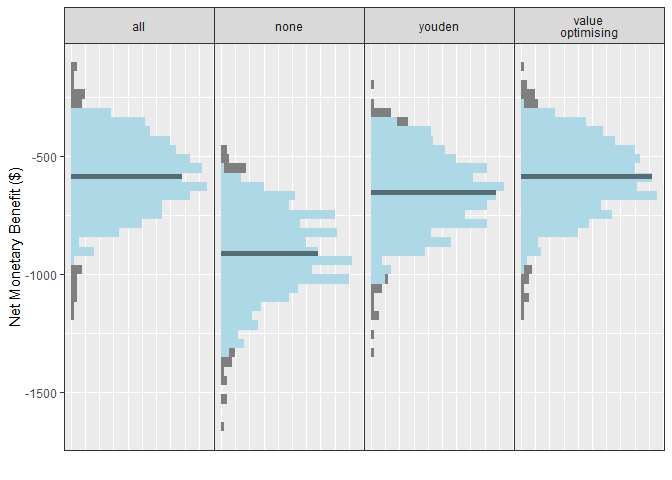 all
none
youden
value
optimising
Net Monetary Benefit ($)
-500
-1000
-1500